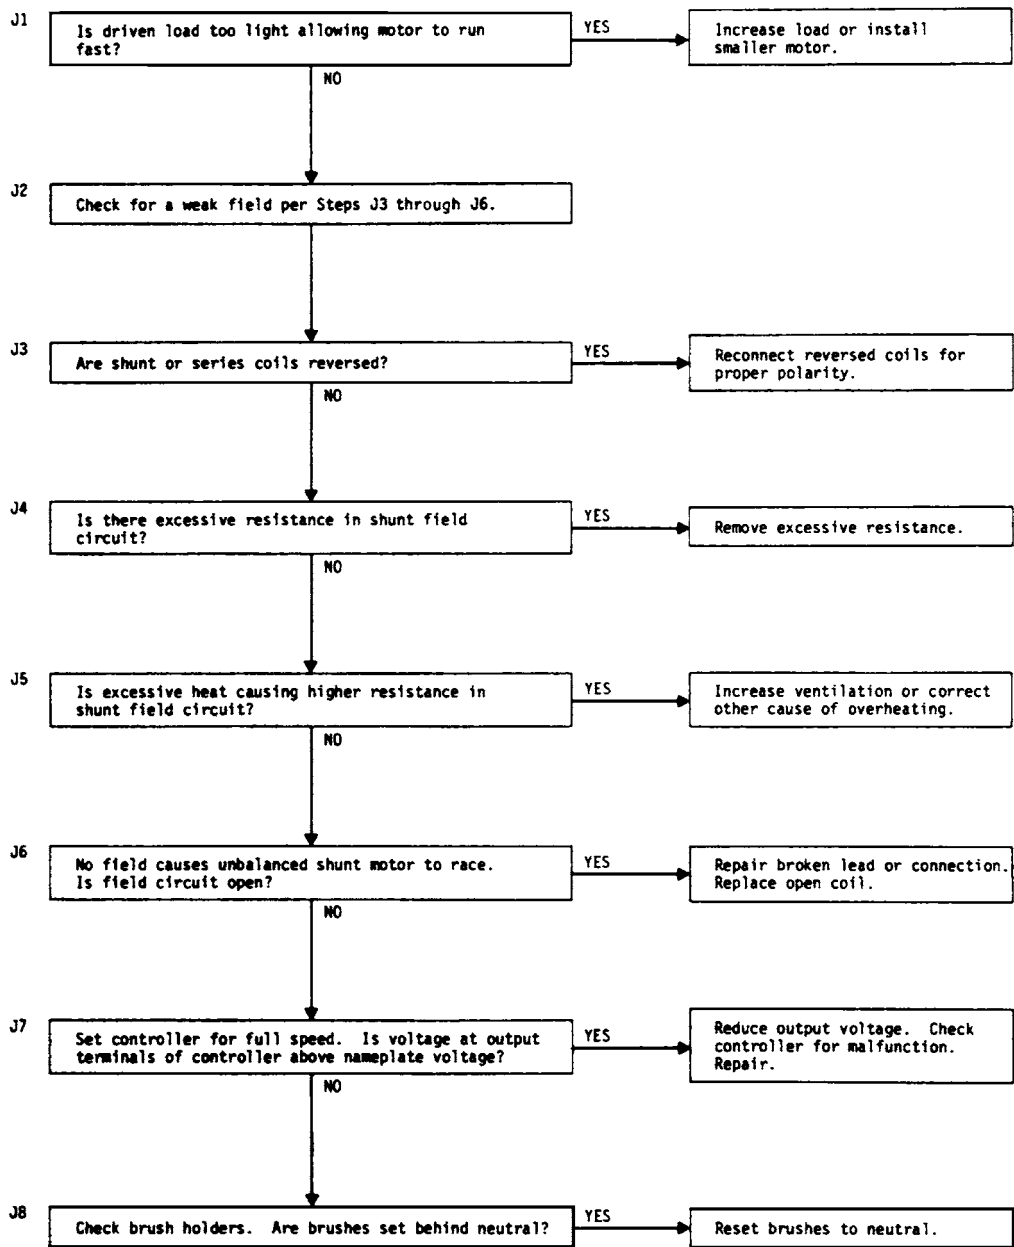 J1
Is driven load too light allowing motor to run
fast?
YES
Increase load or install
smaller motor.
NO
J2
Check for a weak field per Steps J3 through J6.
J3
Are shunt or series coils reversed?
YES
Reconnect reversed coils for
proper polarity.
NO
J4
Is there excessive resistance in shunt field
circuit?
YES
Remove excessive resistance.
NO
J5
Is excessive heat causing higher resistance in
shunt field circuit?
YES
Increase ventilation or correct
other cause of overheating.
NO
J6
No field causes unbalanced shunt motor to race.
Is field circuit open?
YES
Repair broken lead or connection.
Replace open coil.
NO
J7
Set controller for full speed. Is voltage at output
terminals of controller above nameplate voltage?
YES
Reduce output voltage. Check
controller for malfunction.
Repair.
NO
J8
Check brush holders. Are brushes set behind neutral?
YES
Reset brushes to neutral.